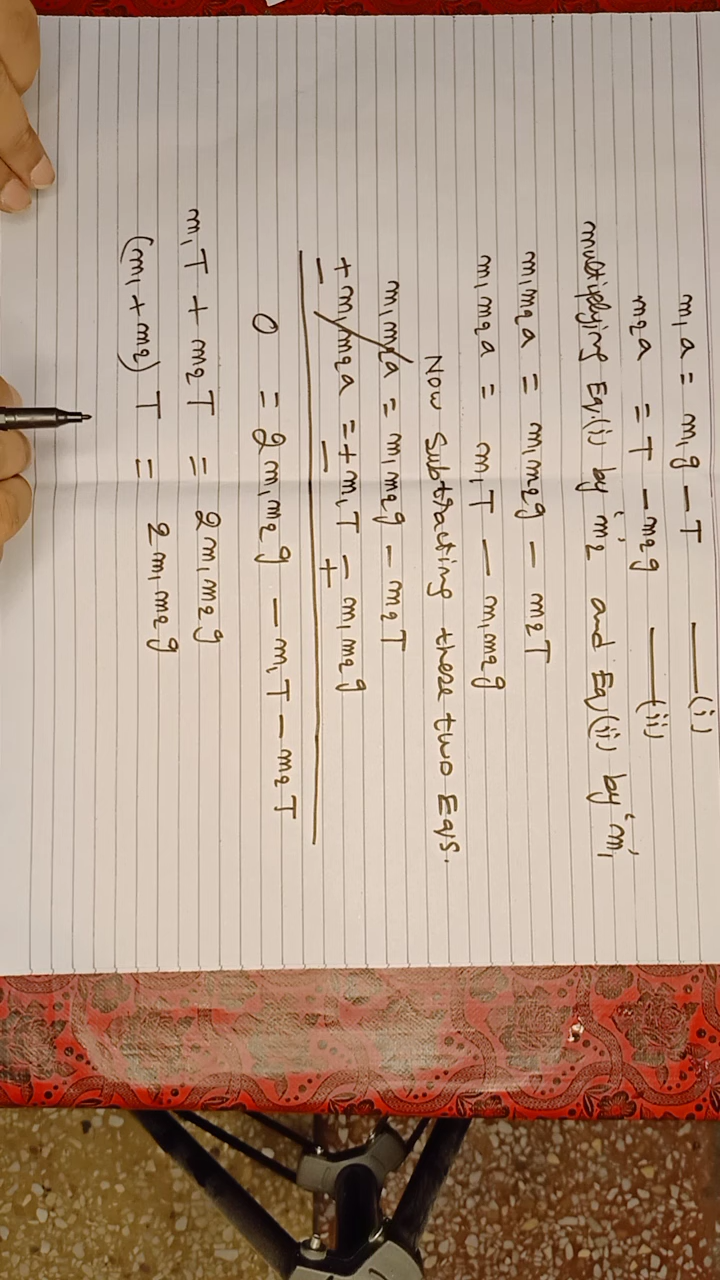 m₁a = m₁g − T —— (i)
m₂a = T − m₂g —— (ii)
multiplying Eq(i) by 'm₂' and Eq(ii) by 'm₁'
m₁m₂a = m₁m₂g − m₂T
m₁m₂a = m₁T − m₁m₂g
Now Subtracting these two Eqs.
m₁m₂a = m₁m₂g − m₂T
+m₁m₂a = +m₁T − m₁m₂g
− − +
0 = 2m₁m₂g − m₁T − m₂T
m₁T + m₂T = 2m₁m₂g
(m₁ + m₂) T = 2m₁m₂g